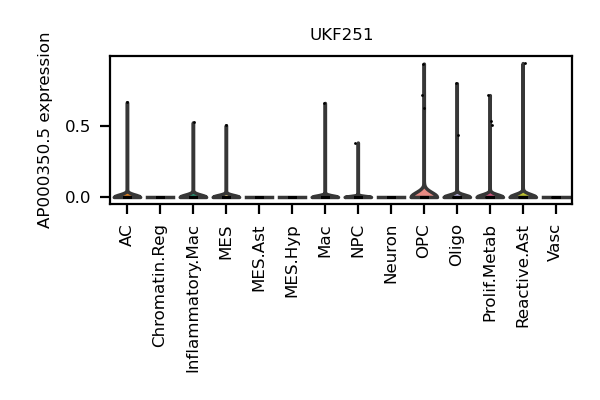 UKF251
AP000350.5 expression
0.5
0.0
AC
Chromatin.Reg
Inflammatory.Mac
MES
MES.Ast
MES.Hyp
Mac
NPC
Neuron
OPC
Oligo
Prolif.Metab
Reactive.Ast
Vasc